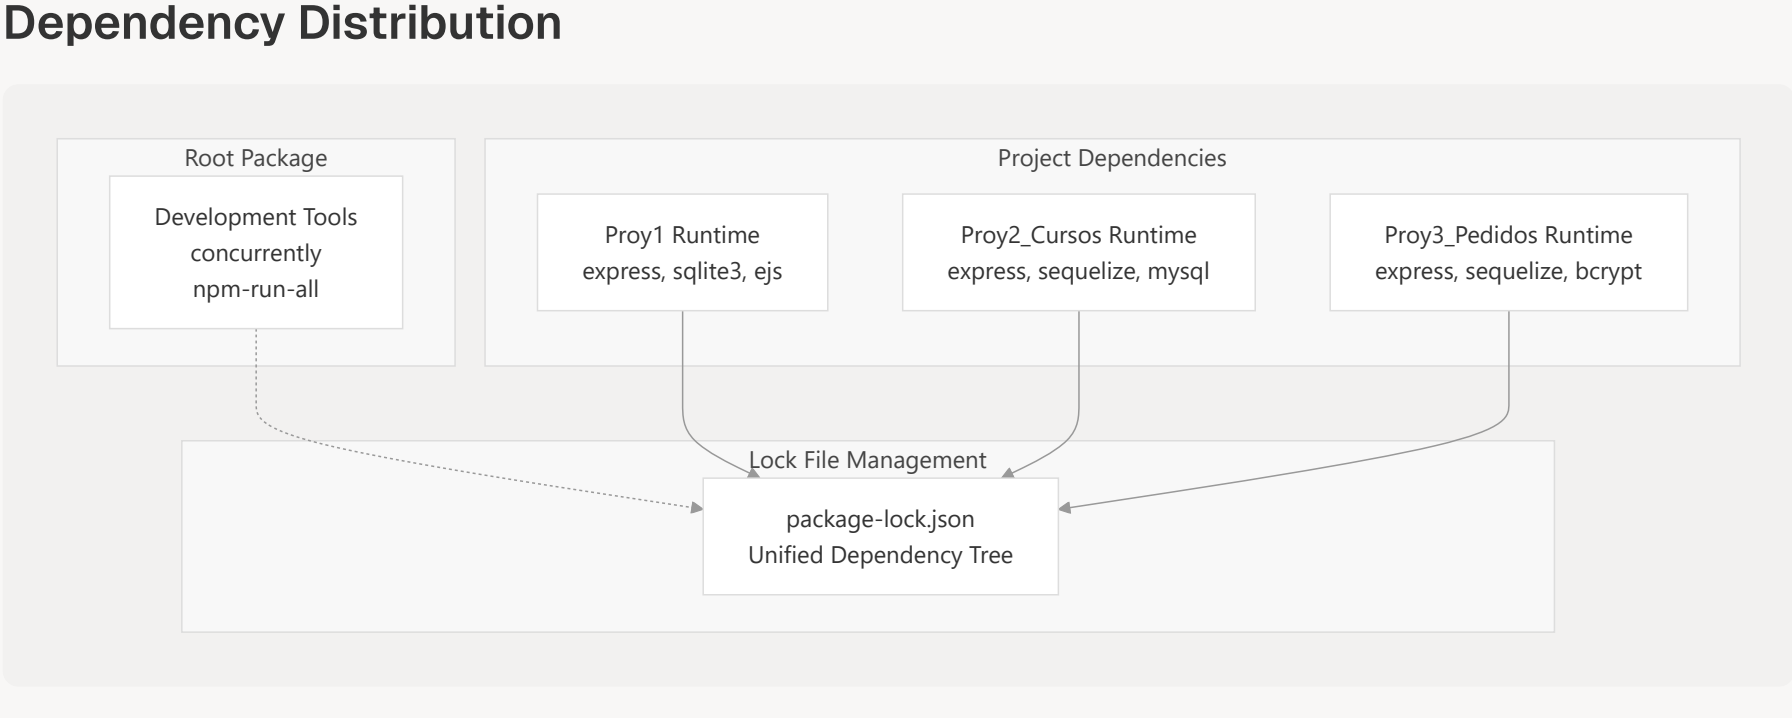 Dependency Distribution
Root Package
Development Tools
concurrently
npm-run-all
Project Dependencies
Proy1 Runtime
express, sqlite3, ejs
Proy2_Cursos Runtime
express, sequelize, mysql
Proy3_Pedidos Runtime
express, sequelize, bcrypt
Lock File Management
package-lock.json
Unified Dependency Tree